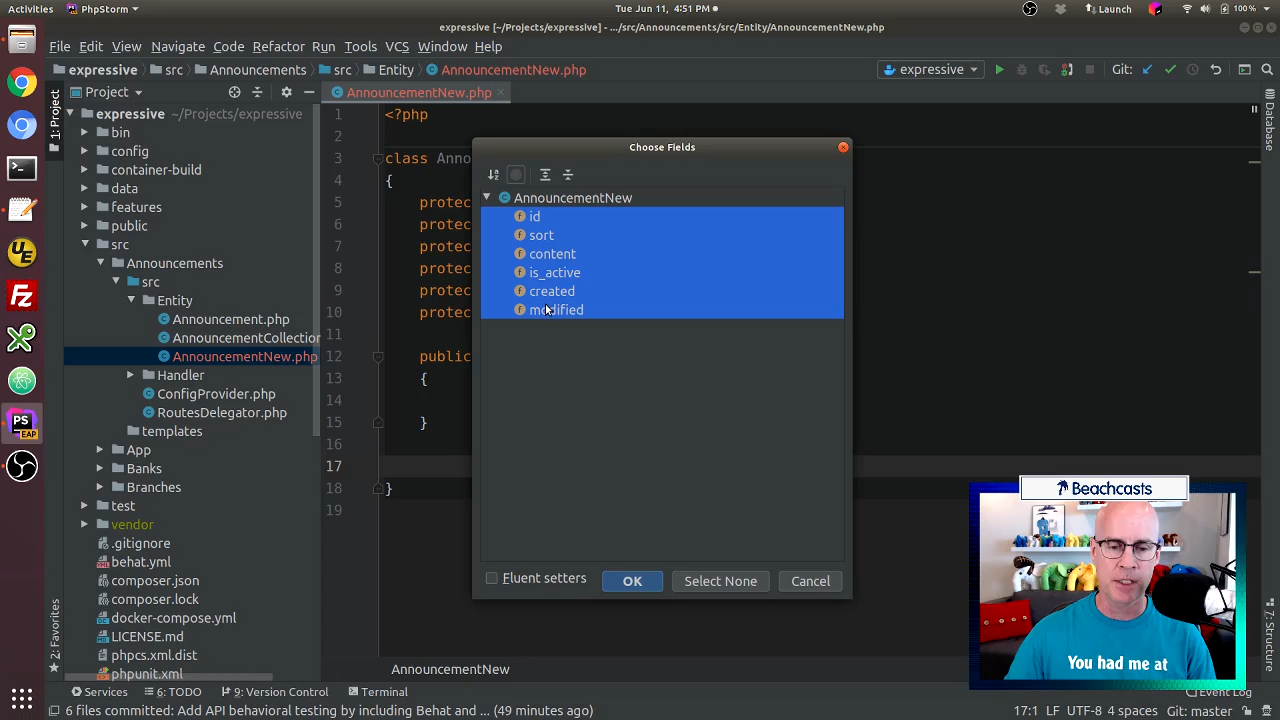 Activities PhpStorm Tue Jun 11, 4:51 PM Launch 100%
expressive [~/Projects/expressive] - .../src/Announcements/src/Entity/AnnouncementNew.php
File Edit View Navigate Code Refactor Run Tools VCS Window Help
expressive src Announcements src Entity AnnouncementNew.php expressive Git:
1: Project
Project
AnnouncementNew.php
expressive ~/Projects/expressive
bin
config
container-build
data
features
public
src
Announcements
src
Entity
Announcement.php
AnnouncementCollection
AnnouncementNew.php
Handler
ConfigProvider.php
RoutesDelegator.php
templates
App
Banks
Branches
test
vendor
.gitignore
behat.yml
composer.json
composer.lock
docker-compose.yml
LICENSE.md
phpcs.xml.dist
phpunit.xml
1 <?php
2
3 class Anno
4 {
5 protec
6 protec
7 protec
8 protec
9 protec
10 protec
11
12 public
13 {
14
15 }
16
17
18 }
19
Choose Fields
AnnouncementNew
id
sort
content
is_active
created
modified
Fluent setters OK Select None Cancel
Database
7: Structure
2: Favorites
PS
EAP
UE
Beachcasts
You had me at
AnnouncementNew
Services 6: TODO 9: Version Control Terminal Event Log
6 files committed: Add API behavioral testing by including Behat and ... (49 minutes ago) 17:1 LF UTF-8 4 spaces Git: master